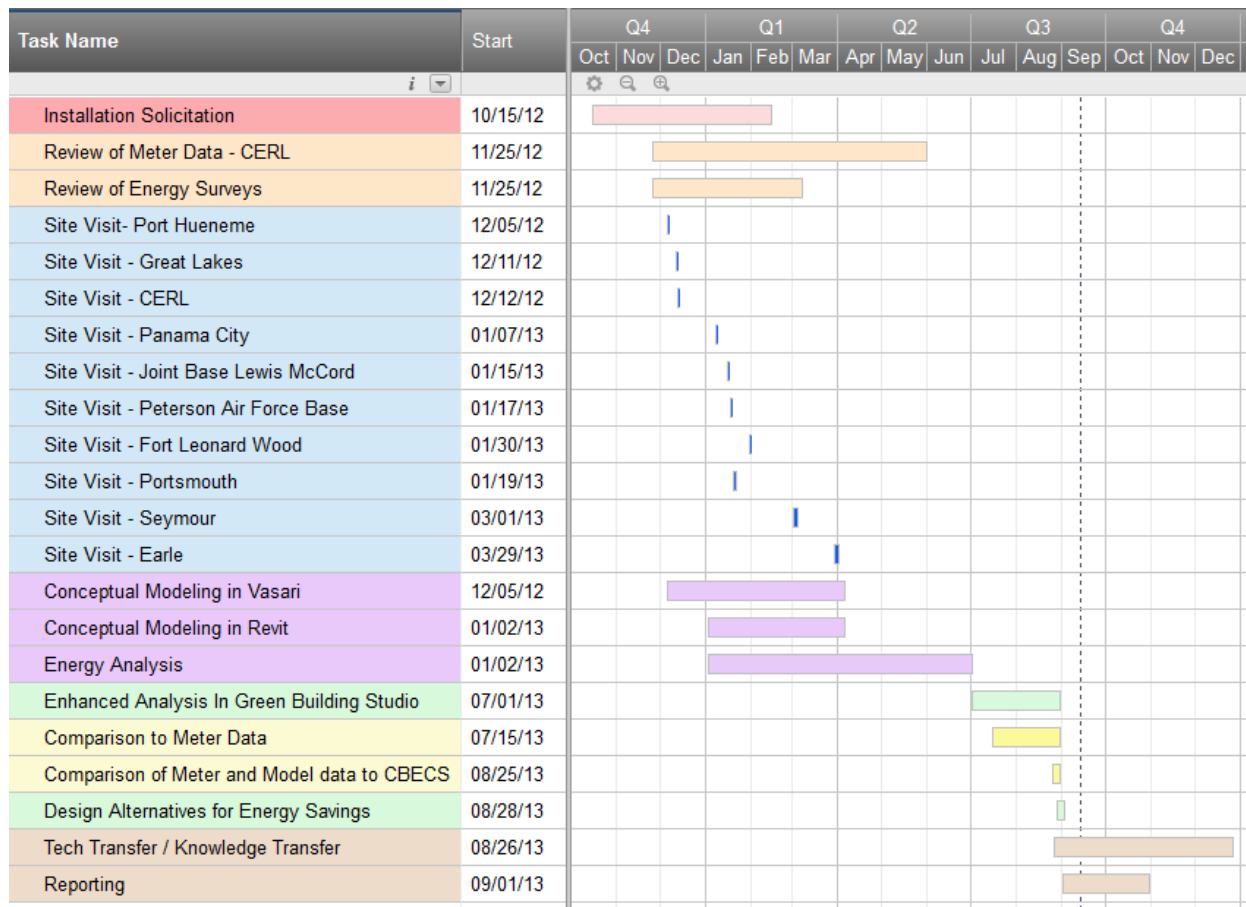 Task Name Start Q4 Q1 Q2 Q3 Q4
Oct Nov Dec Jan Feb Mar Apr May Jun Jul Aug Sep Oct Nov Dec
i
Installation Solicitation 10/15/12
Review of Meter Data - CERL 11/25/12
Review of Energy Surveys 11/25/12
Site Visit- Port Hueneme 12/05/12
Site Visit - Great Lakes 12/11/12
Site Visit - CERL 12/12/12
Site Visit - Panama City 01/07/13
Site Visit - Joint Base Lewis McCord 01/15/13
Site Visit - Peterson Air Force Base 01/17/13
Site Visit - Fort Leonard Wood 01/30/13
Site Visit - Portsmouth 01/19/13
Site Visit - Seymour 03/01/13
Site Visit - Earle 03/29/13
Conceptual Modeling in Vasari 12/05/12
Conceptual Modeling in Revit 01/02/13
Energy Analysis 01/02/13
Enhanced Analysis In Green Building Studio 07/01/13
Comparison to Meter Data 07/15/13
Comparison of Meter and Model data to CBECS 08/25/13
Design Alternatives for Energy Savings 08/28/13
Tech Transfer / Knowledge Transfer 08/26/13
Reporting 09/01/13